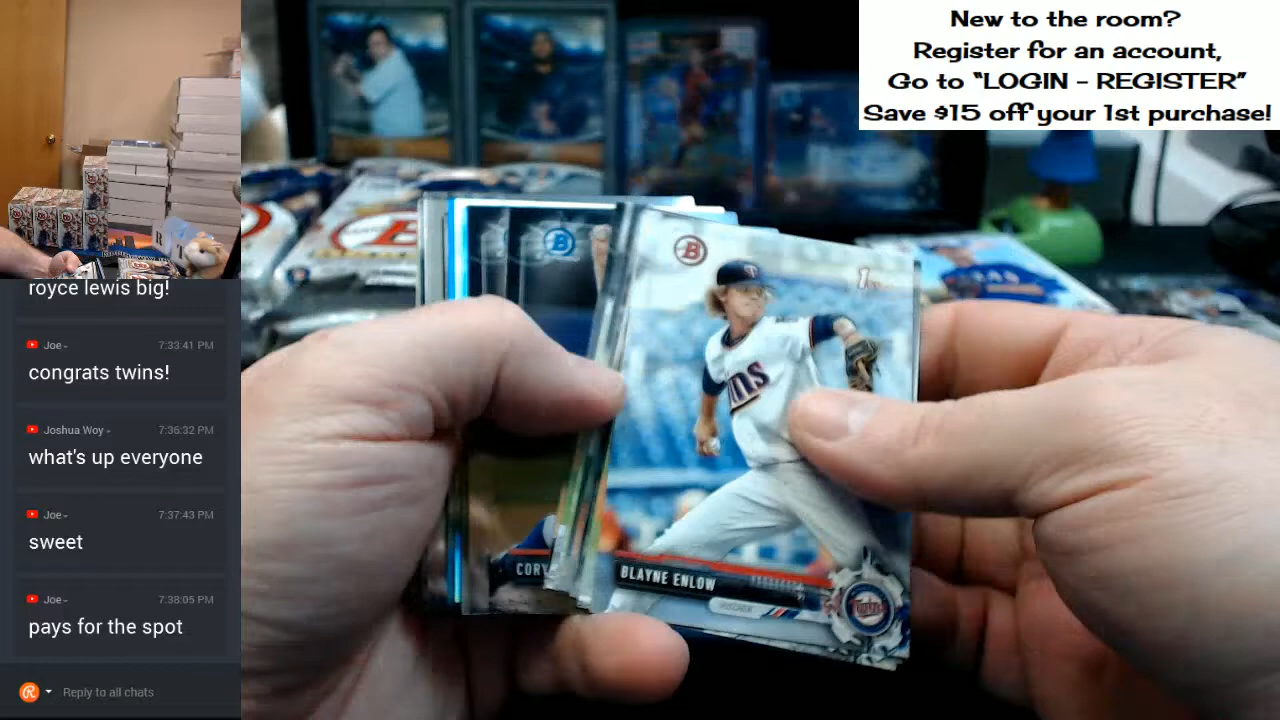 New to the room?
Register for an account,
Go to "LOGIN - REGISTER"
Save $15 off your 1st purchase!
royce lewis big!
Joe- 7:33:41 PM
congrats twins!
Joshua Woy- 7:36:32 PM
what's up everyone
Joe- 7:37:43 PM
sweet
Joe- 7:38:05 PM
pays for the spot
Reply to all chats
B
B
1st
Twins
CORY
BLAYNE ENLOW
PITCHER
Twins